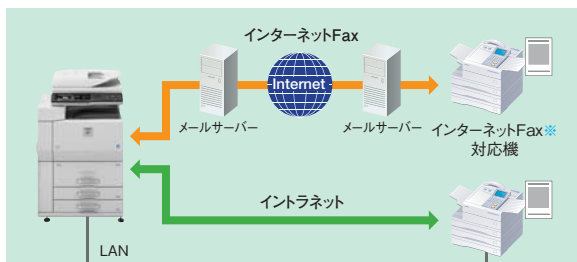 インターネットFax
Internet
メールサーバー
メールサーバー
インターネットFax※
対応機
イントラネット
LAN